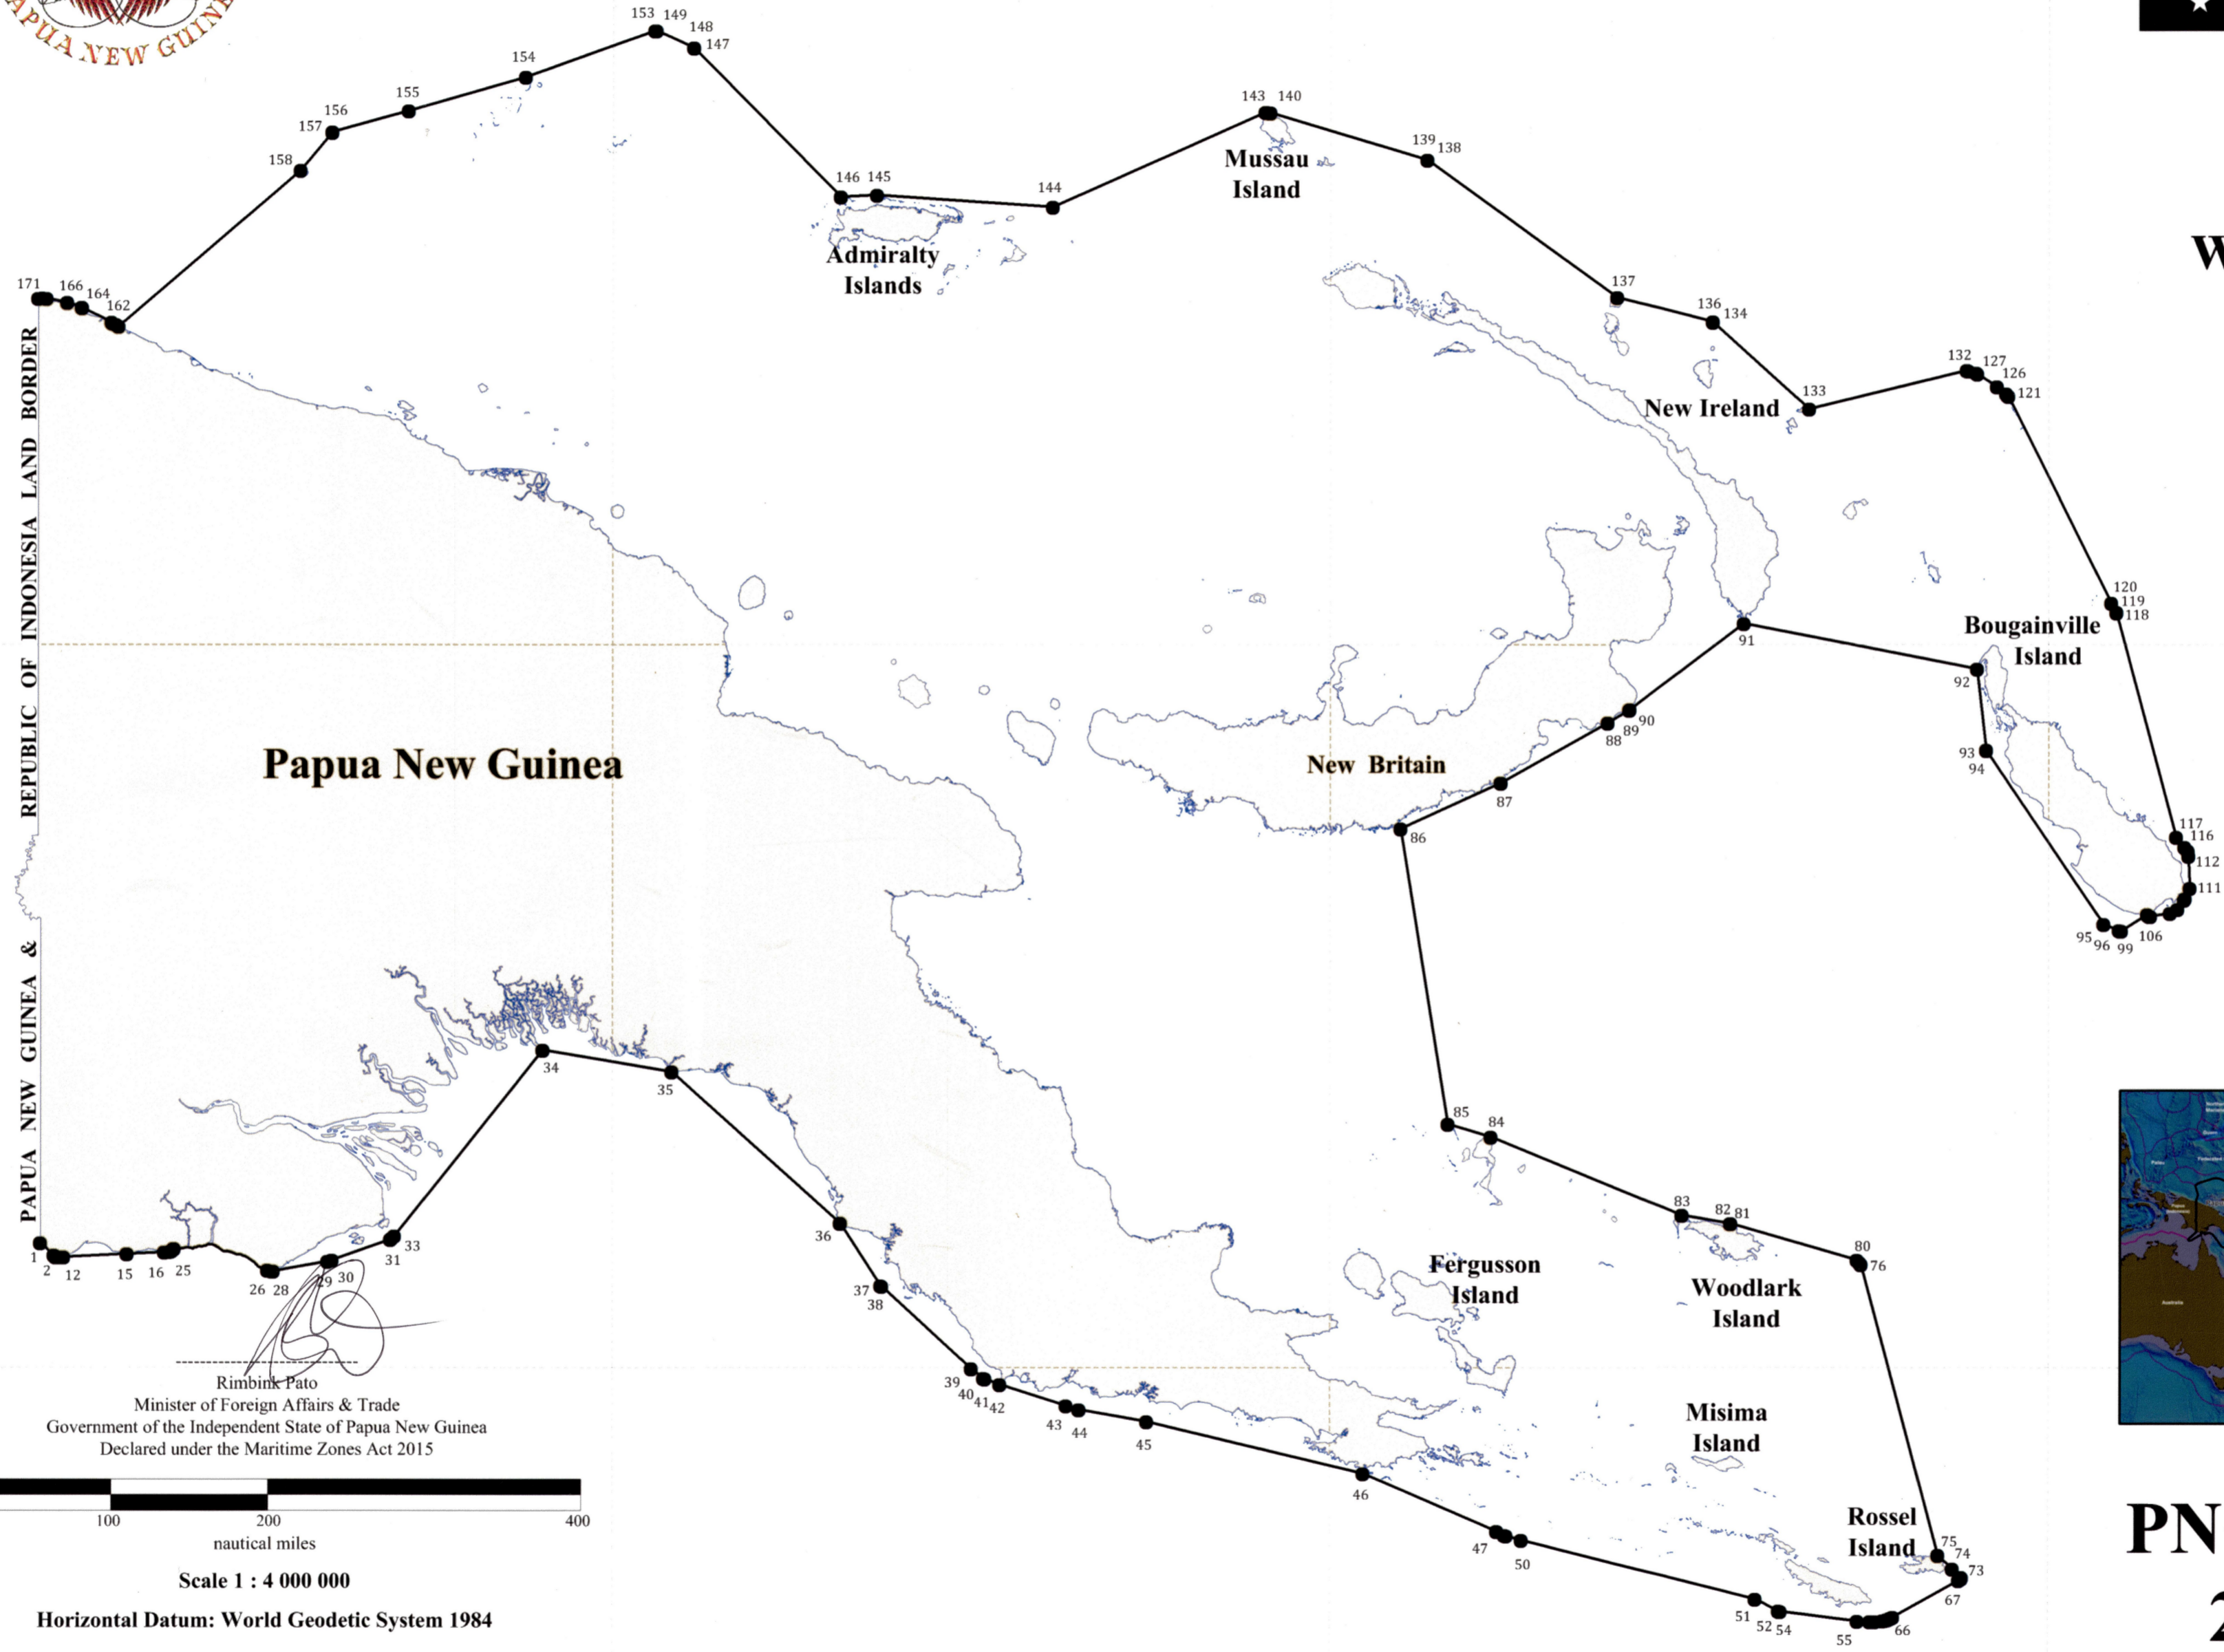 PAPUA NEW GUINEA
153 149
148
147
154
155
156
157
158
143 140
139
138
146 145
144
Mussau
Island
Admiralty
Islands
171
166
164
162
137
136
134
133
132
127
126
121
New Ireland
W
PAPUA NEW GUINEA & REPUBLIC OF INDONESIA LAND BORDER
120
119
118
91
Bougainville
Island
92
93
94
90
89
88
Papua New Guinea
New Britain
87
86
117
116
112
111
95
96
99
106
34
35
85
84
83
82 81
80
76
36
37
38
Fergusson
Island
Woodlark
Island
1
2
12
15
16
25
26
28
29
30
31
33
39
40
41
42
43
44
45
46
47
50
Misima
Island
Rossel
Island
75
74
73
67
51
52
54
55
66
Rimbink Pato
Minister of Foreign Affairs & Trade
Government of the Independent State of Papua New Guinea
Declared under the Maritime Zones Act 2015
100 200 400
nautical miles
Scale 1 : 4 000 000
Horizontal Datum: World Geodetic System 1984
Australia
PN
2